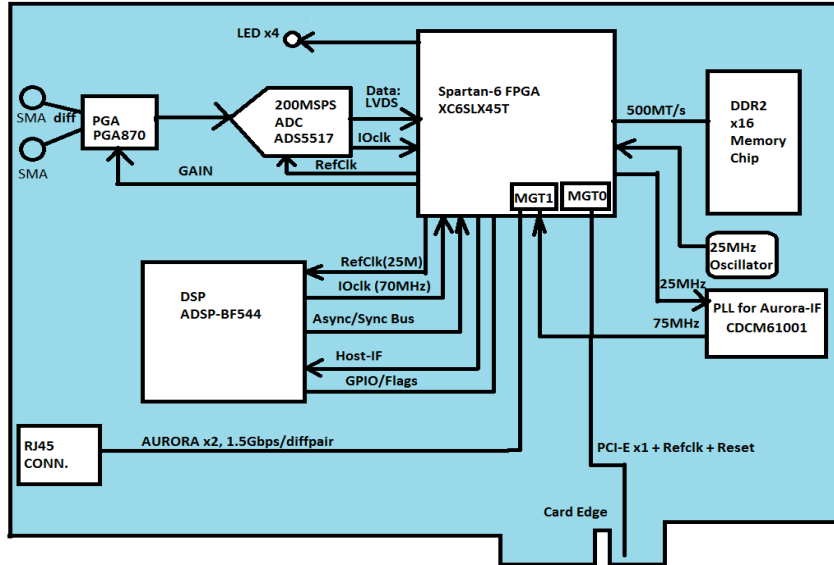 LED x4
Spartan-6 FPGA
XC6SLX45T
SMA
diff
PGA
PGA870
200MSPS
ADC
ADS5517
Data:
LVDS
IOclk
RefClk
GAIN
SMA
500MT/s
DDR2
x16
Memory
Chip
MGT1
MGT0
25MHz
Oscillator
25MHz
75MHz
PLL for Aurora-IF
CDCM61001
DSP
ADSP-BF544
RefClk(25M)
IOclk (70MHz)
Async/Sync Bus
Host-IF
GPIO/Flags
RJ45
CONN.
AURORA x2, 1.5Gbps/diffpair
PCI-E x1 + Refclk + Reset
Card Edge